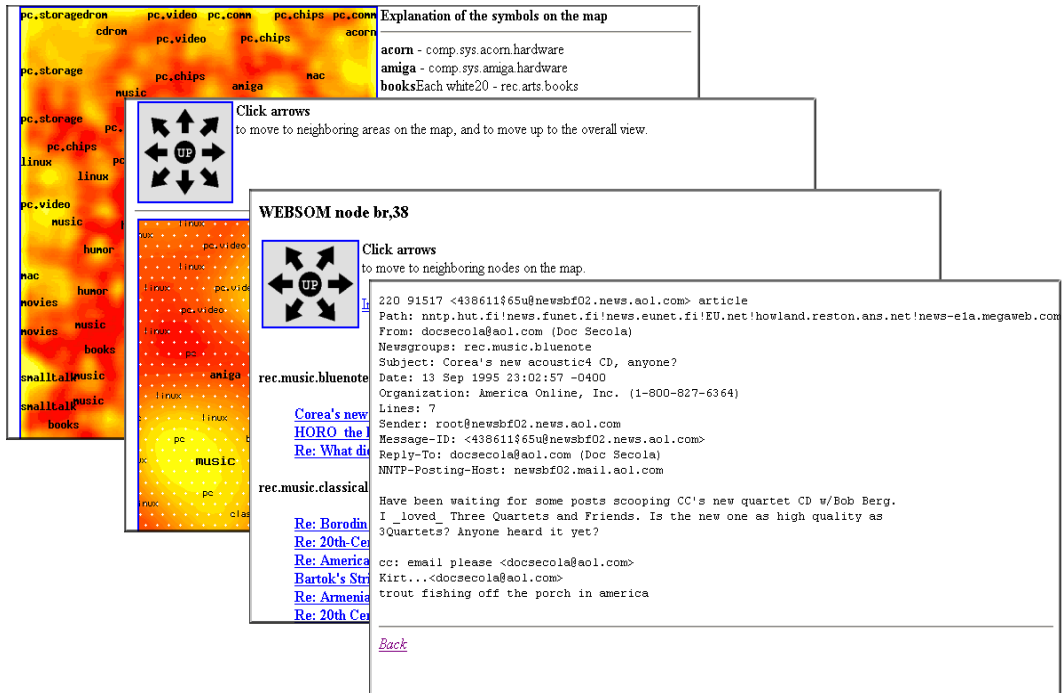 pc.storagedrom pc.video pc.comm pc.chips pc.comm
cdrom pc.video pc.chips acorn
pc.storage pc.chips mac
music amiga
pc.storage pc.
pc.chips
linux pc
linux
pc.video
music
humor
mac
humor
movies
movies music
books
smalltalkmusic
smalltalkmusic
books
Explanation of the symbols on the map
acorn - comp.sys.acorn.hardware
amiga - comp.sys.amiga.hardware
booksEach white20 - rec.arts.books
UP
Click arrows
to move to neighboring areas on the map, and to move up to the overall view.
linux
pc.video
linux
linux pc.vide
pc.video
linux
pc
amiga
linux
linux
pc
music
pc
clas
WEBSOM node br,38
UP
Click arrows
to move to neighboring nodes on the map.
rec.music.bluenote
Corea's new
HORO the
Re: What di
rec.music.classical
Re: Borodin
Re: 20th-Cen
Re: America
Bartok's Stri
Re: Armenia
Re: 20th Cen
220 91517 <438611$65u@newsbf02.news.aol.com> article
Path: nntp.hut.fi!news.funet.fi!news.eunet.fi!EU.net!howland.reston.ans.net!news-e1a.megaweb.com
From: docsecola@aol.com (Doc Secola)
Newsgroups: rec.music.bluenote
Subject: Corea's new acoustic4 CD, anyone?
Date: 13 Sep 1995 23:02:57 -0400
Organization: America Online, Inc. (1-800-827-6364)
Lines: 7
Sender: root@newsbf02.news.aol.com
Message-ID: <438611$65u@newsbf02.news.aol.com>
Reply-To: docsecola@aol.com (Doc Secola)
NNTP-Posting-Host: newsbf02.mail.aol.com
Have been waiting for some posts scooping CC's new quartet CD w/Bob Berg.
I _loved_ Three Quartets and Friends. Is the new one as high quality as
3Quartets? Anyone heard it yet?
cc: email please <docsecola@aol.com>
Kirt...<docsecola@aol.com>
trout fishing off the porch in america
Back